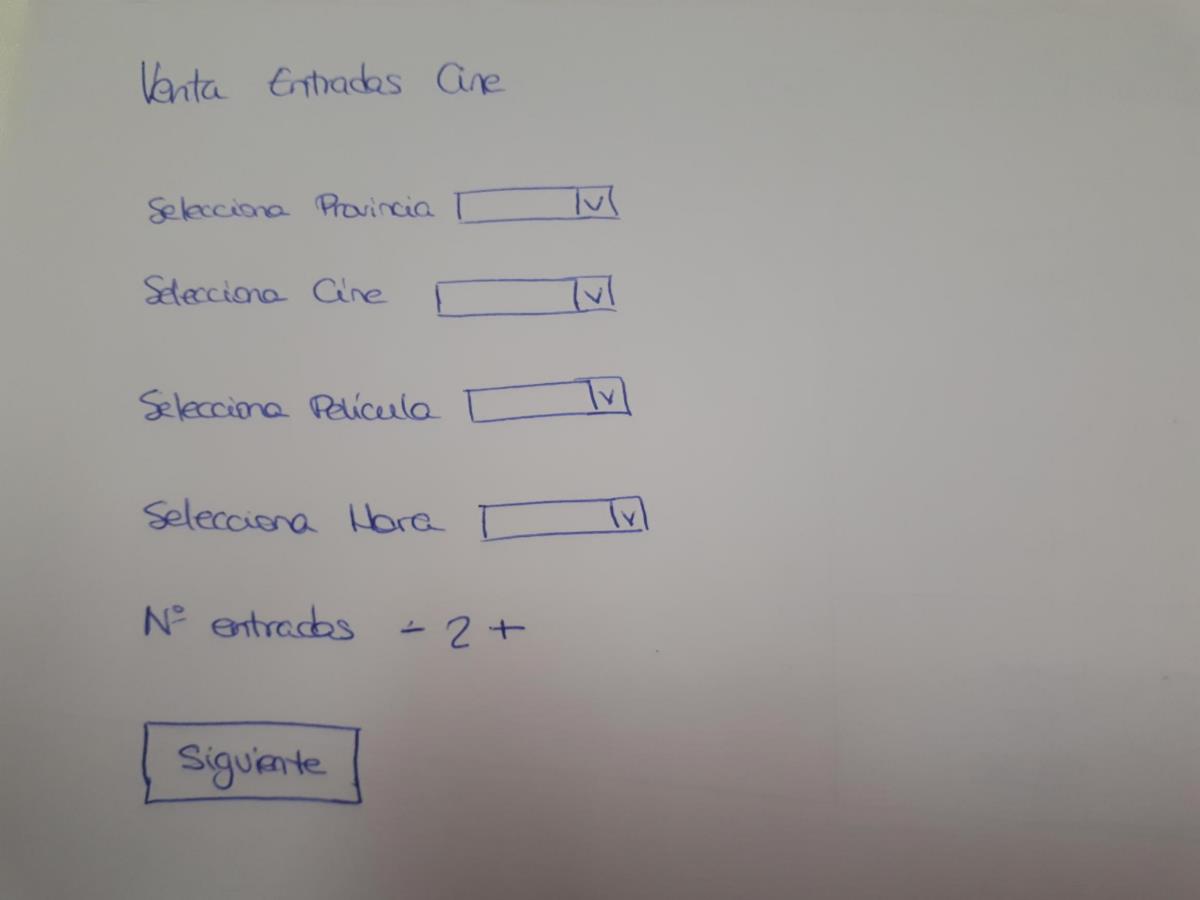 Venta Entradas Cine
Selecciona Provincia
Selecciona Cine
Selecciona Película
Selecciona Hora
Nº entradas - 2 +
Siguiente